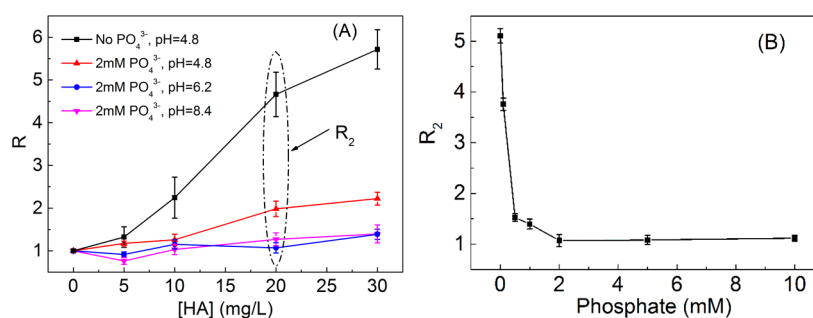 (A)
No PO₄³⁻, pH=4.8
2mM PO₄³⁻, pH=4.8
2mM PO₄³⁻, pH=6.2
2mM PO₄³⁻, pH=8.4
R₂
R
6
5
4
3
2
1
0 5 10 15 20 25 30
[HA] (mg/L)
(B)
R₂
5
4
3
2
1
0
0 2 4 6 8 10
Phosphate (mM)